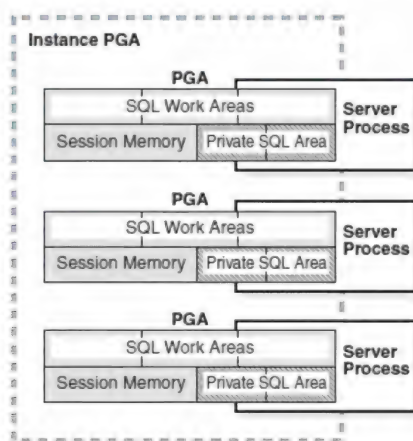 Instance PGA
PGA
SQL Work Areas
Session Memory
Private SQL Area
Server
Process
PGA
SQL Work Areas
Session Memory
Private SQL Area
Server
Process
PGA
SQL Work Areas
Session Memory
Private SQL Area
Server
Process